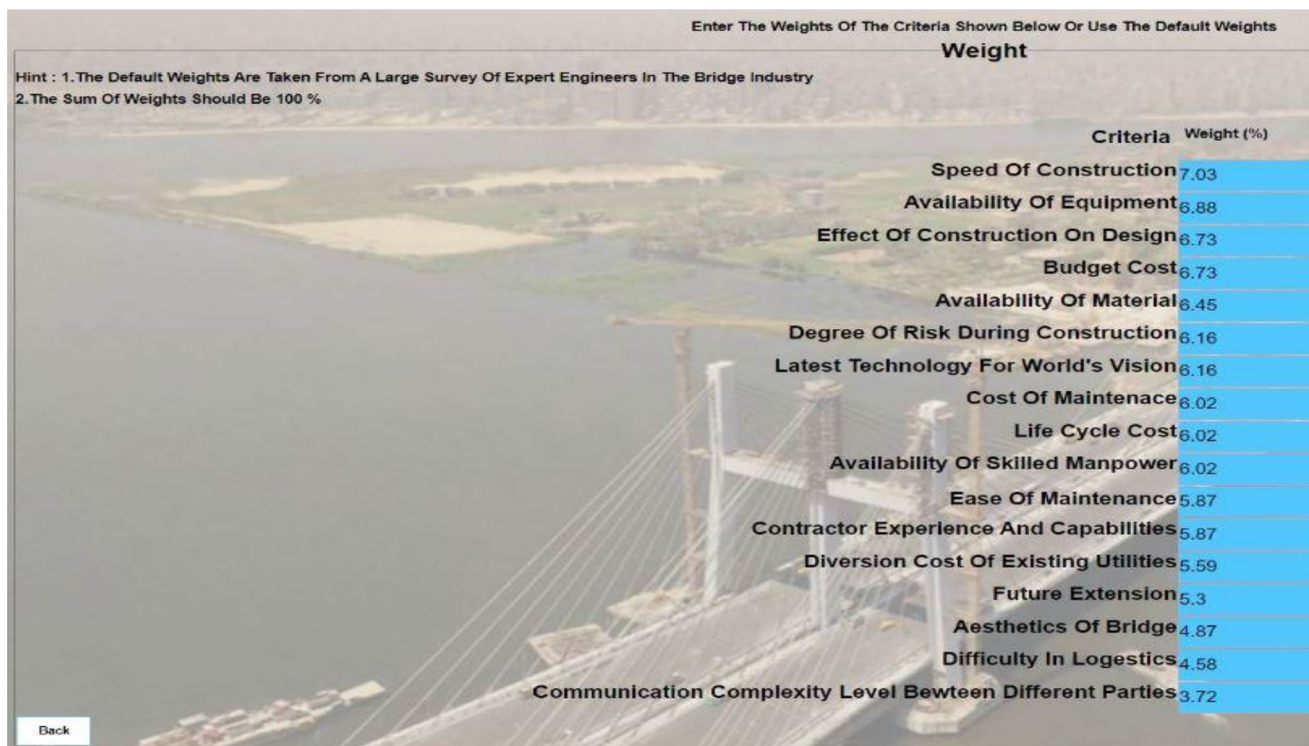 Enter The Weights Of The Criteria Shown Below Or Use The Default Weights
Weight
Hint : 1.The Default Weights Are Taken From A Large Survey Of Expert Engineers In The Bridge Industry
2.The Sum Of Weights Should Be 100 %
Criteria Weight (%)
Speed Of Construction 7.03
Availability Of Equipment 6.88
Effect Of Construction On Design 6.73
Budget Cost 6.73
Availability Of Material 6.45
Degree Of Risk During Construction 6.16
Latest Technology For World's Vision 6.16
Cost Of Maintenace 6.02
Life Cycle Cost 6.02
Availability Of Skilled Manpower 6.02
Ease Of Maintenance 5.87
Contractor Experience And Capabilities 5.87
Diversion Cost Of Existing Utilities 5.59
Future Extension 5.3
Aesthetics Of Bridge 4.87
Difficulty In Logestics 4.58
Communication Complexity Level Bewteen Different Parties 3.72
Back